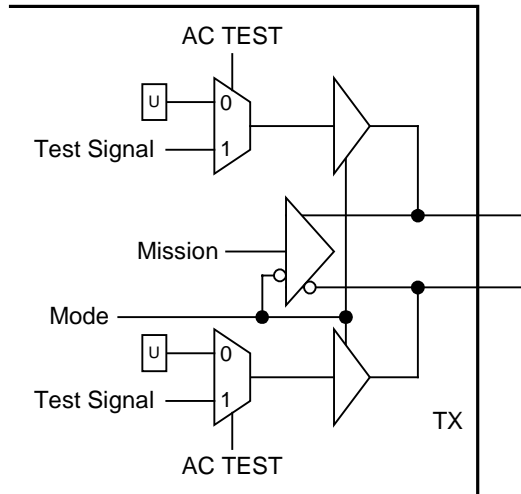 AC TEST
U
0
Test Signal
1
Mission
Mode
U
0
Test Signal
1
TX
AC TEST